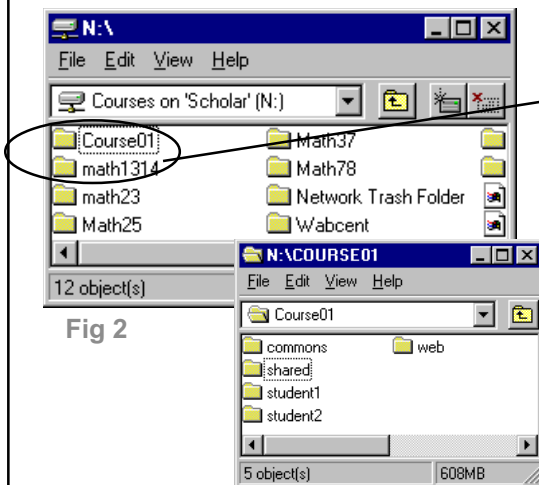 N:\
File Edit View Help
Courses on 'Scholar' (N:)
Course01 Math37
math1314 Math78
math23 Network Trash Folder
Math25 Wabcent
12 object(s)
Fig 2
N:\COURSE01
File Edit View Help
Course01
commons web
shared
student1
student2
5 object(s) 608MB